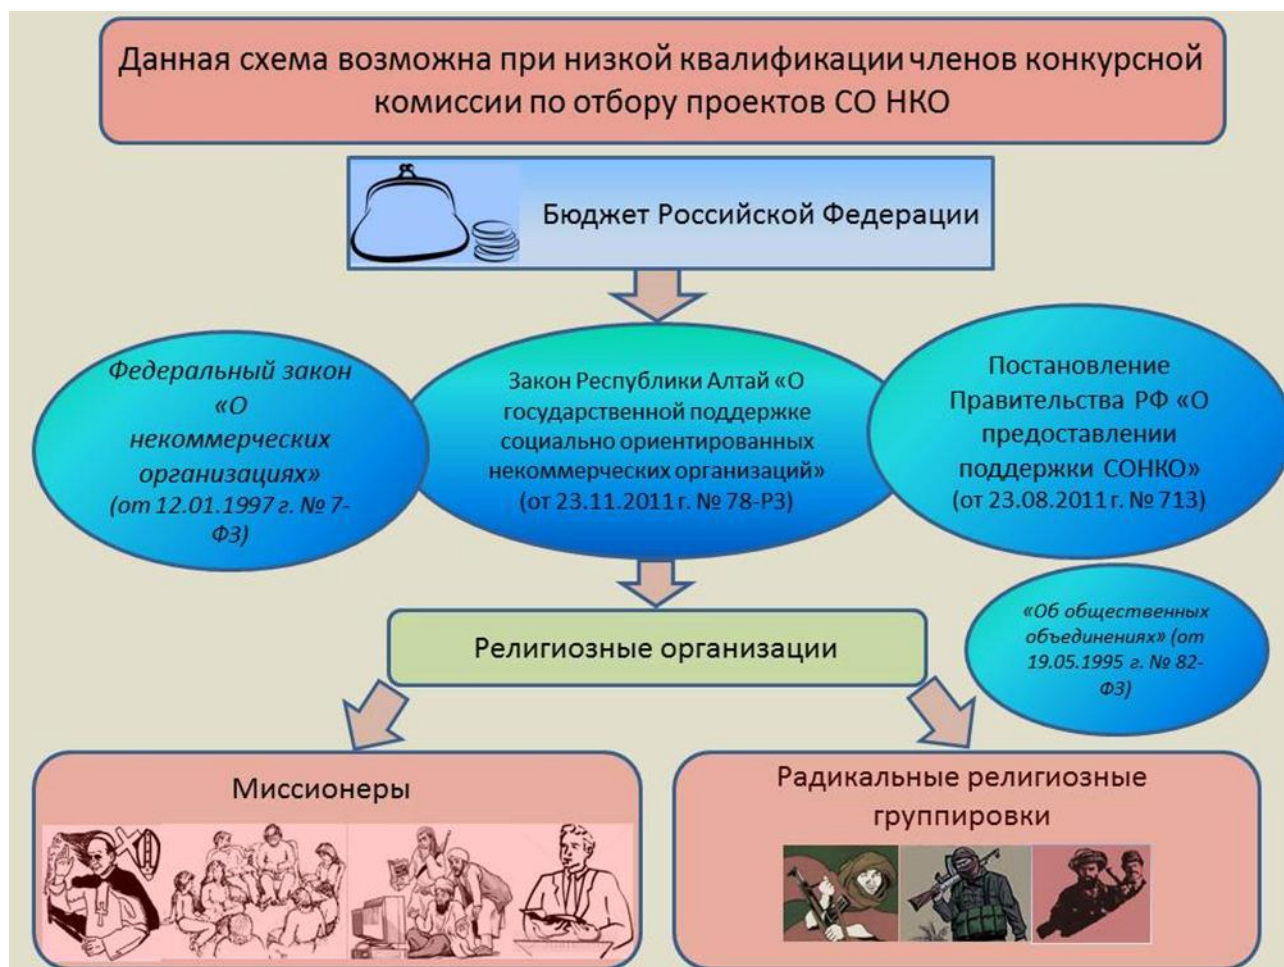 Данная схема возможна при низкой квалификации членов конкурсной
комиссии по отбору проектов СО НКО
Бюджет Российской Федерации
Федеральный закон
«О
некоммерческих
организациях»
(от 12.01.1997 г. № 7-
ФЗ)
Закон Республики Алтай «О
государственной поддержке
социально ориентированных
некоммерческих организаций»
(от 23.11.2011 г. № 78-РЗ)
Постановление
Правительства РФ «О
предоставлении
поддержки СОНКО»
(от 23.08.2011 г. № 713)
Религиозные организации
«Об общественных
объединениях» (от
19.05.1995 г. № 82-
ФЗ)
Миссионеры
Радикальные религиозные
группировки